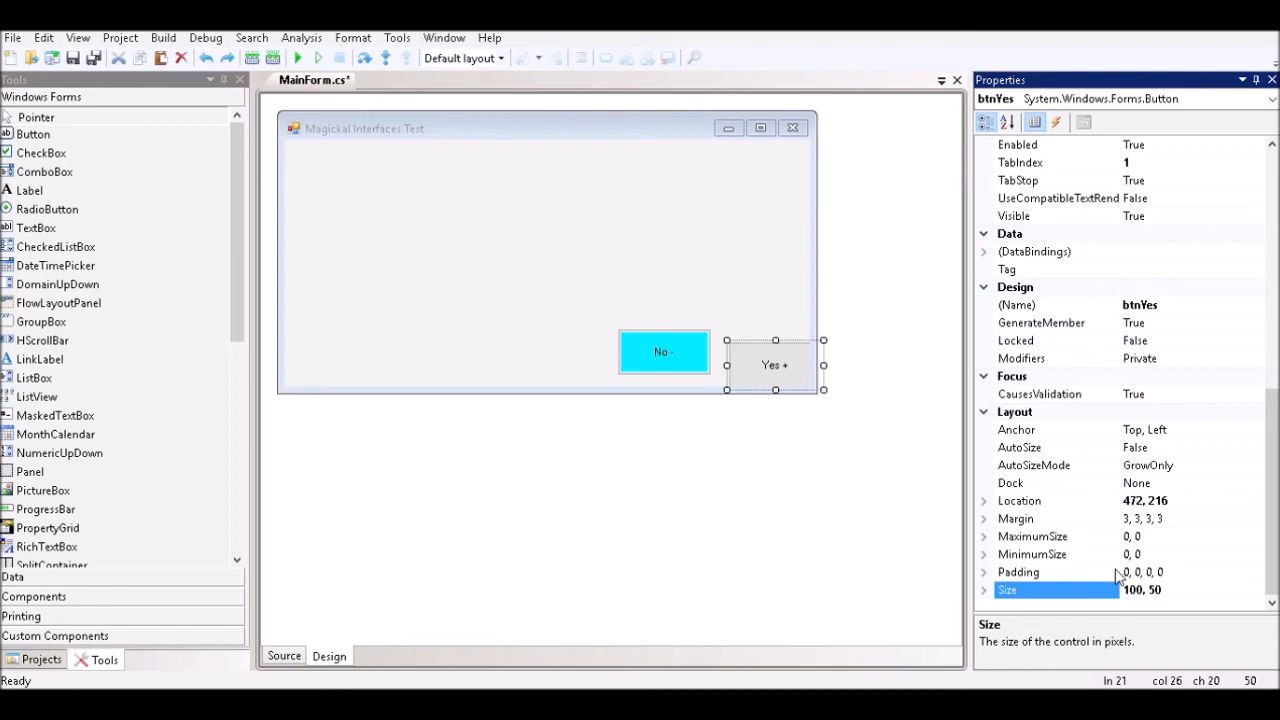 File Edit View Project Build Debug Search Analysis Format Tools Window Help
Default layout
Tools
Windows Forms
Pointer
Button
CheckBox
ComboBox
Label
RadioButton
TextBox
CheckedListBox
DateTimePicker
DomainUpDown
FlowLayoutPanel
GroupBox
HScrollBar
LinkLabel
ListBox
ListView
MaskedTextBox
MonthCalendar
NumericUpDown
Panel
PictureBox
ProgressBar
PropertyGrid
RichTextBox
SplitContainer
Data
Components
Printing
Custom Components
Projects Tools
Ready
MainForm.cs*
Magickal Interfaces Test
No -
Yes +
Source Design
Properties
btnYes System.Windows.Forms.Button
Enabled True
TabIndex 1
TabStop True
UseCompatibleTextRend False
Visible True
Data
(DataBindings)
Tag
Design
(Name) btnYes
GenerateMember True
Locked False
Modifiers Private
Focus
CausesValidation True
Layout
Anchor Top, Left
AutoSize False
AutoSizeMode GrowOnly
Dock None
Location 472, 216
Margin 3, 3, 3, 3
MaximumSize 0, 0
MinimumSize 0, 0
Padding 0, 0, 0, 0
Size 100, 50
Size
The size of the control in pixels.
ln 21 col 26 ch 20 50